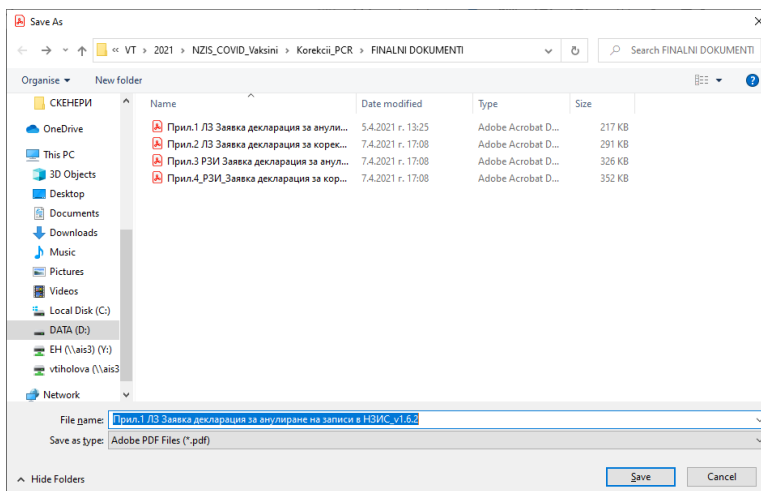 Save As
« VT › 2021 › NZIS_COVID_Vaksini › Korekcii_PCR › FINALNI DOKUMENTI
Search FINALNI DOKUMENTI
Organise New folder
СКЕНЕРИ
OneDrive
This PC
3D Objects
Desktop
Documents
Downloads
Music
Pictures
Videos
Local Disk (C:)
DATA (D:)
EH (\\ais3) (Y:)
vtiholova (\\ais3
Network
Name Date modified Type Size
Прил.1 ЛЗ Заявка декларация за анули... 5.4.2021 г. 13:25 Adobe Acrobat D... 217 KB
Прил.2 ЛЗ Заявка декларация за корек... 7.4.2021 г. 17:08 Adobe Acrobat D... 291 KB
Прил.3 РЗИ Заявка декларация за анул... 7.4.2021 г. 17:08 Adobe Acrobat D... 326 KB
Прил.4_РЗИ_Заявка декларация за кор... 7.4.2021 г. 17:08 Adobe Acrobat D... 352 KB
File name: Прил.1 ЛЗ Заявка декларация за анулиране на записи в НЗИС_v1.6.2
Save as type: Adobe PDF Files (*.pdf)
Hide Folders Save Cancel